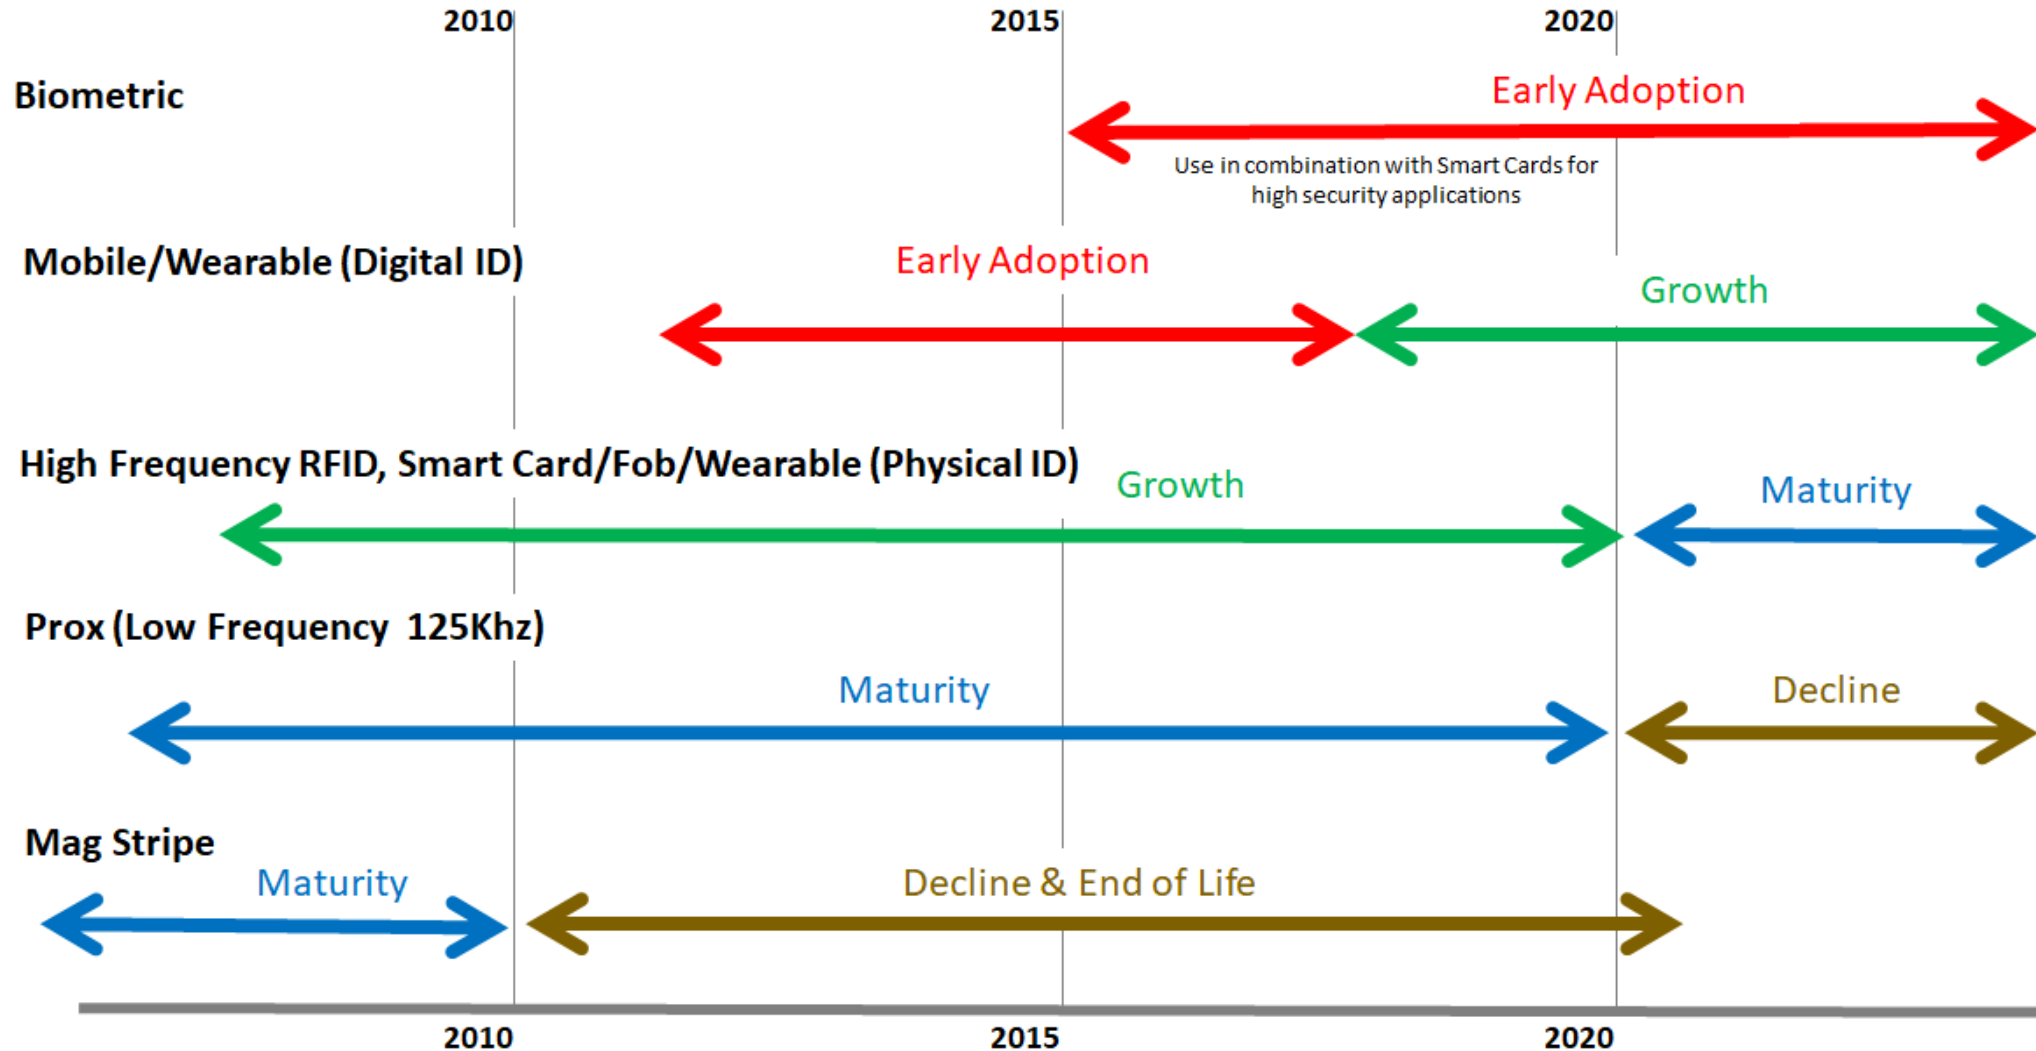 2010 2015 2020
Biometric
Early Adoption
Use in combination with Smart Cards for
high security applications
Mobile/Wearable (Digital ID)
Early Adoption
Growth
High Frequency RFID, Smart Card/Fob/Wearable (Physical ID)
Growth
Maturity
Prox (Low Frequency 125Khz)
Maturity
Decline
Mag Stripe
Maturity
Decline & End of Life
2010 2015 2020